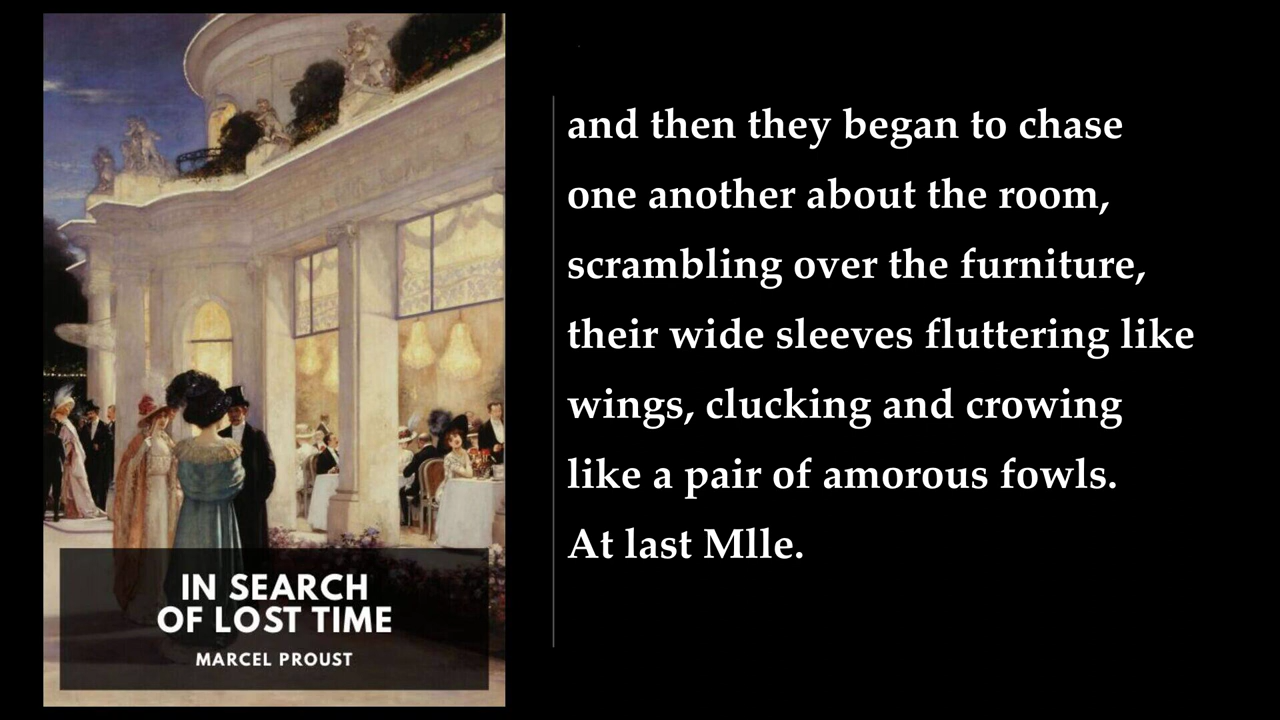 IN SEARCH
OF LOST TIME
MARCEL PROUST
and then they began to chase
one another about the room,
scrambling over the furniture,
their wide sleeves fluttering like
wings, clucking and crowing
like a pair of amorous fowls.
At last Mlle.